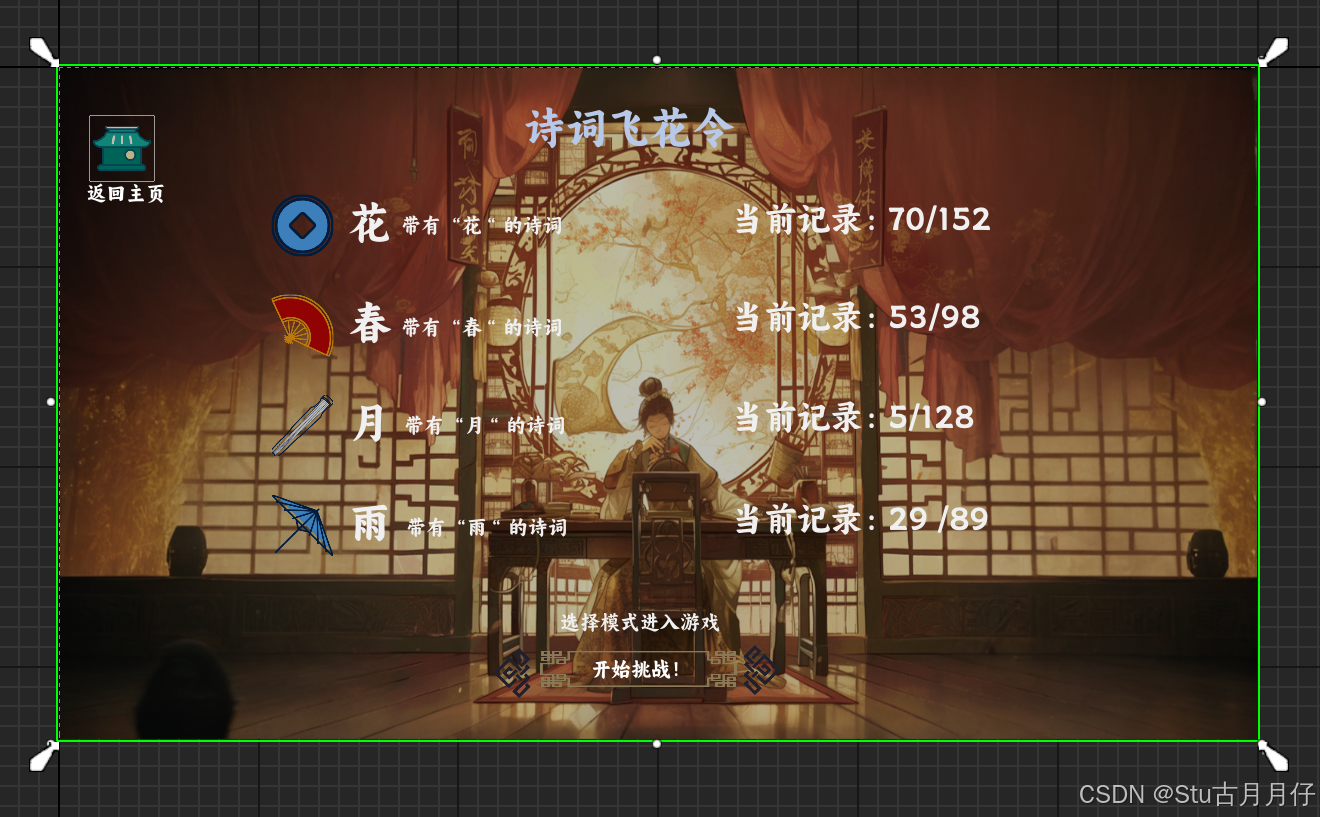 诗词飞花令
返回主页
花 带有“花“的诗词 当前记录：70/152
春 带有“春“的诗词 当前记录：53/98
月 带有“月“的诗词 当前记录：5/128
雨 带有“雨“的诗词 当前记录：29 /89
选择模式进入游戏
开始挑战！
CSDN @Stu古月月仔